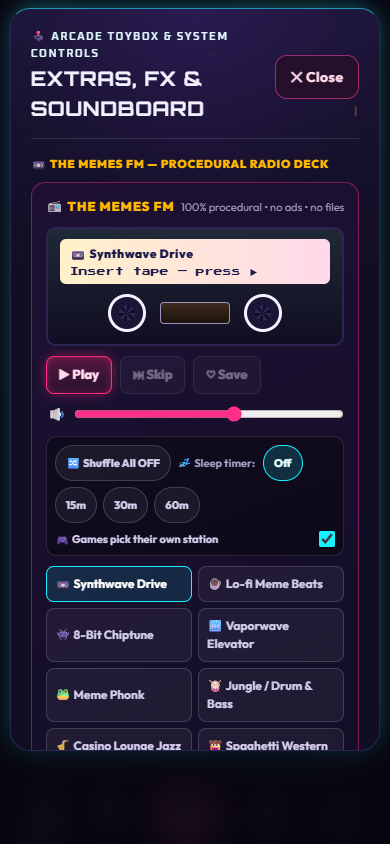 ARCADE TOYBOX & SYSTEM
CONTROLS
EXTRAS, FX &
SOUNDBOARD
✕ Close
THE MEMES FM — PROCEDURAL RADIO DECK
THE MEMES FM 100% procedural • no ads • no files
Synthwave Drive
Insert tape — press ▶
▶ Play
⏭ Skip
♡ Save
Shuffle All OFF
💤 Sleep timer:
Off
15m
30m
60m
Games pick their own station
Synthwave Drive
Lo-fi Meme Beats
8-Bit Chiptune
Vaporwave
Elevator
Meme Phonk
Jungle / Drum &
Bass
Casino Lounge Jazz
Spaghetti Western